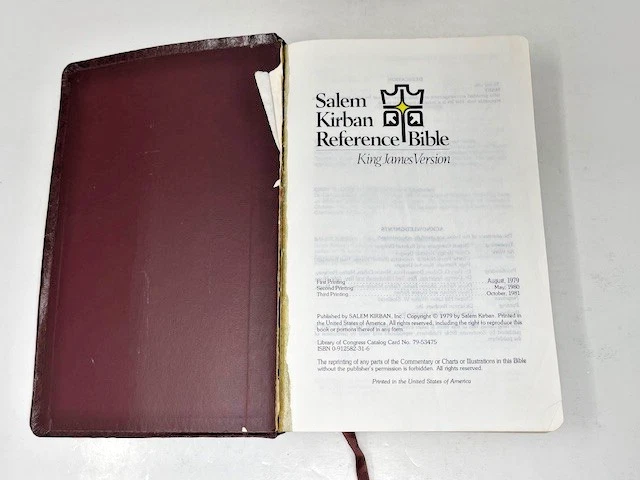 Salem
Kirban
Reference Bible
King James Version
First Printing August, 1979
Second Printing May, 1980
Third Printing October, 1981
Published by SALEM KIRBAN, Inc., Copyright © 1979 by Salem Kirban. Printed in
the United States of America. All rights reserved, including the right to reproduce this
book or portions thereof in any form.
Library of Congress Catalog Card No. 79-53475
ISBN 0-912582-31-6
The reprinting of any parts of the Commentary or Charts or Illustrations in this Bible
without the publisher's permission is forbidden. All rights reserved.
Printed in the United States of America